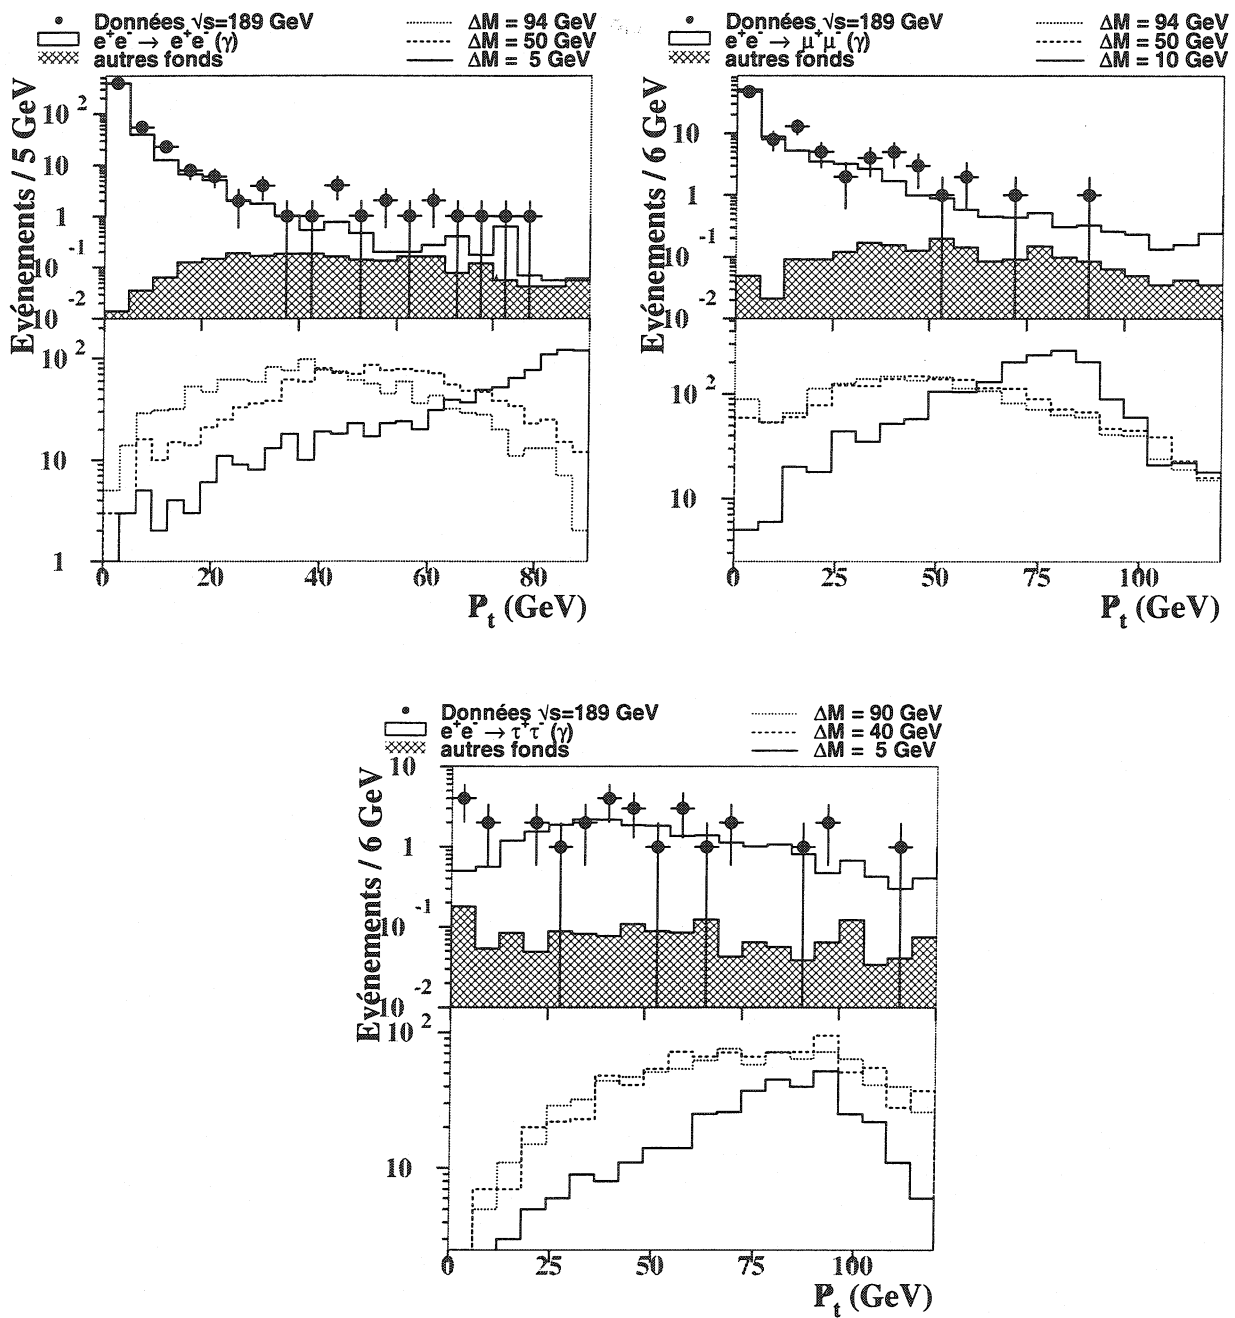 Données √s=189 GeV
e⁺e⁻ → e⁺e⁻ (γ)
autres fonds
ΔM = 94 GeV
ΔM = 50 GeV
ΔM = 5 GeV
Evénements / 5 GeV
10²
10
1
10⁻¹
10⁻²
10²
10
1
0 20 40 60 80
Pt (GeV)
Données √s=189 GeV
e⁺e⁻ → μ⁺μ⁻ (γ)
autres fonds
ΔM = 94 GeV
ΔM = 50 GeV
ΔM = 10 GeV
Evénements / 6 GeV
10
1
10⁻¹
10⁻²
10²
10
0 25 50 75 100
Pt (GeV)
Données √s=189 GeV
e⁺e⁻ → τ⁺τ⁻ (γ)
autres fonds
ΔM = 90 GeV
ΔM = 40 GeV
ΔM = 5 GeV
Evénements / 6 GeV
10
1
10⁻¹
10⁻²
10²
10
0 25 50 75 100
Pt (GeV)